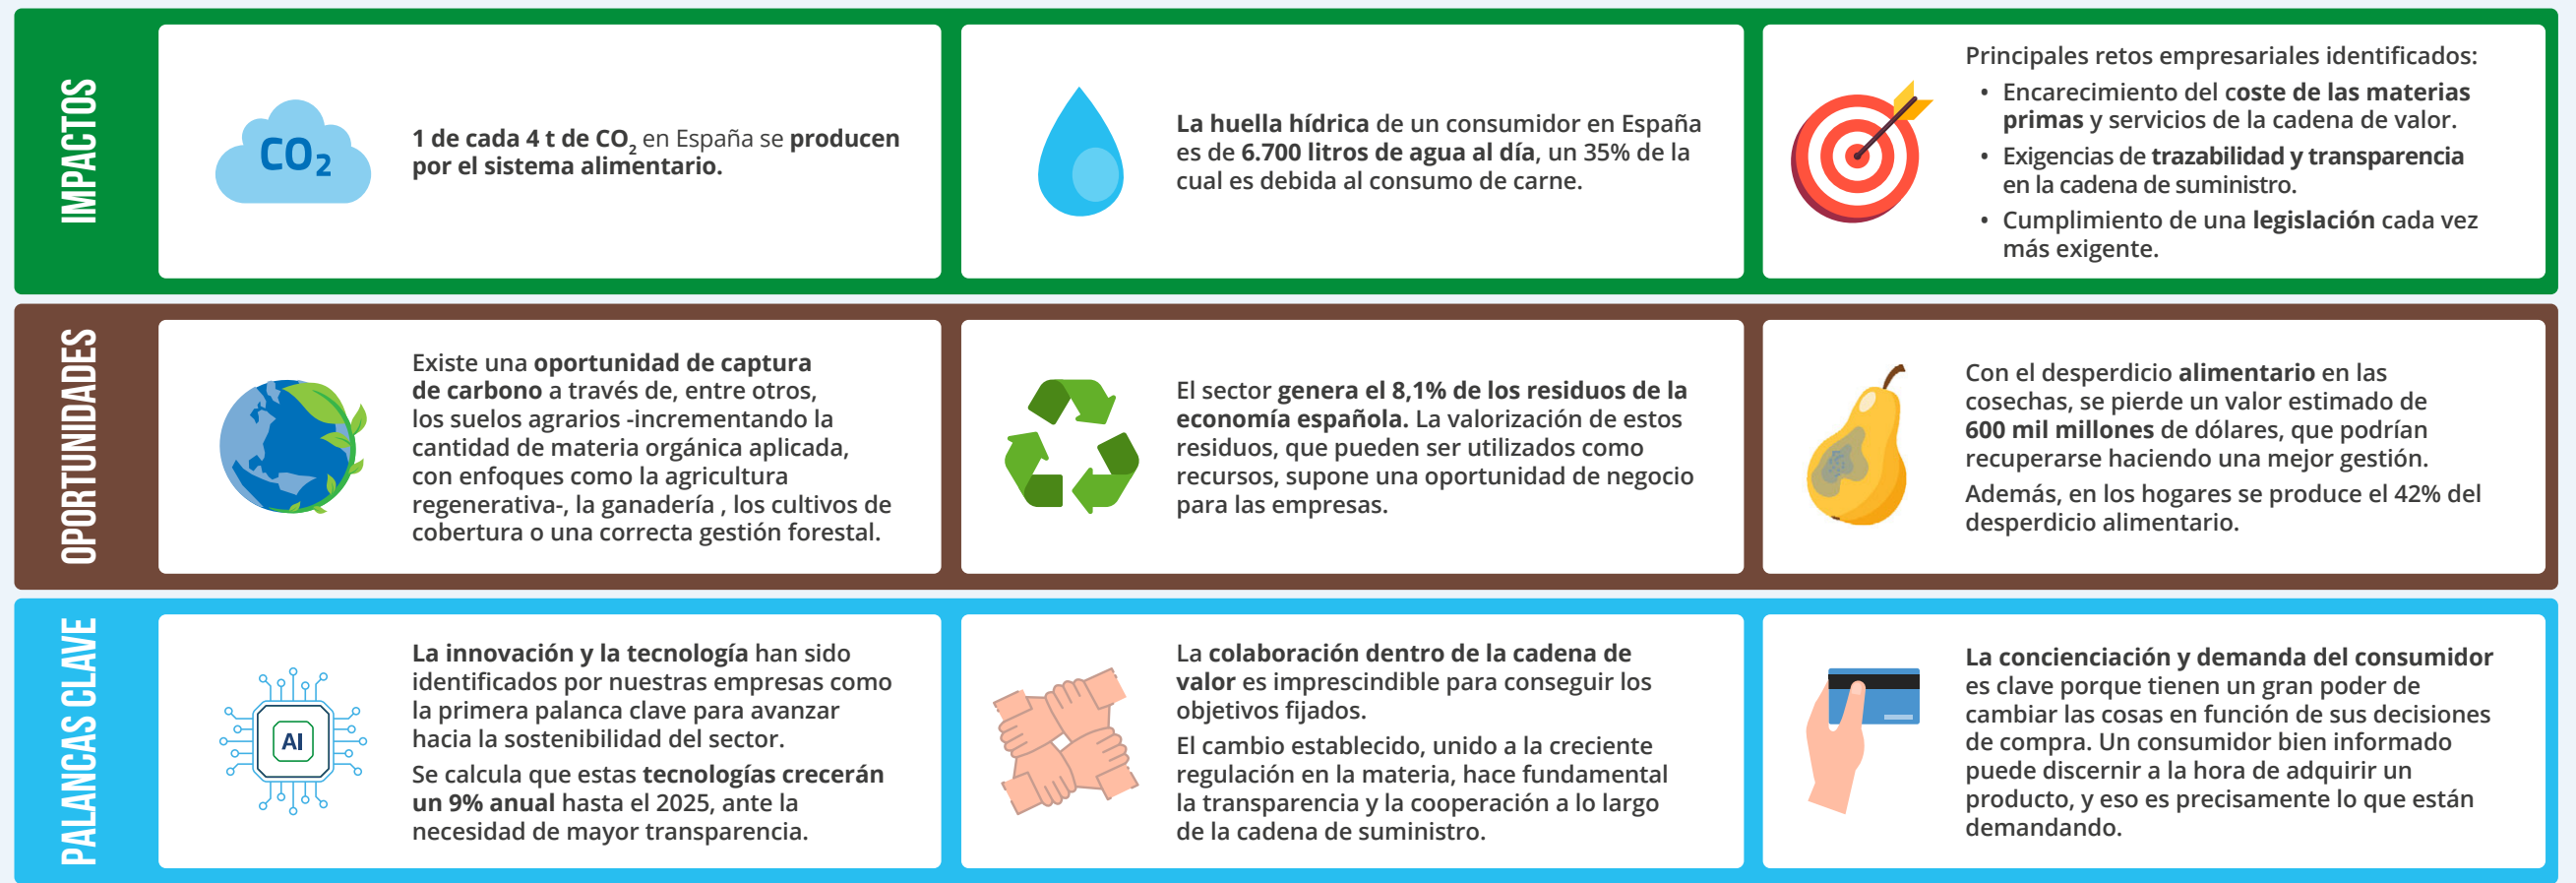 IMPACTOS
CO2
1 de cada 4 t de CO2 en España se producen
por el sistema alimentario.
La huella hídrica de un consumidor en España
es de 6.700 litros de agua al día, un 35% de la
cual es debida al consumo de carne.
Principales retos empresariales identificados:
• Encarecimiento del coste de las materias
primas y servicios de la cadena de valor.
• Exigencias de trazabilidad y transparencia
en la cadena de suministro.
• Cumplimiento de una legislación cada vez
más exigente.
OPORTUNIDADES
Existe una oportunidad de captura
de carbono a través de, entre otros,
los suelos agrarios -incrementando la
cantidad de materia orgánica aplicada,
con enfoques como la agricultura
regenerativa-, la ganadería , los cultivos de
cobertura o una correcta gestión forestal.
El sector genera el 8,1% de los residuos de la
economía española. La valorización de estos
residuos, que pueden ser utilizados como
recursos, supone una oportunidad de negocio
para las empresas.
Con el desperdicio alimentario en las
cosechas, se pierde un valor estimado de
600 mil millones de dólares, que podrían
recuperarse haciendo una mejor gestión.
Además, en los hogares se produce el 42% del
desperdicio alimentario.
PALANCAS CLAVE
AI
La innovación y la tecnología han sido
identificados por nuestras empresas como
la primera palanca clave para avanzar
hacia la sostenibilidad del sector.
Se calcula que estas tecnologías crecerán
un 9% anual hasta el 2025, ante la
necesidad de mayor transparencia.
La colaboración dentro de la cadena de
valor es imprescindible para conseguir los
objetivos fijados.
El cambio establecido, unido a la creciente
regulación en la materia, hace fundamental
la transparencia y la cooperación a lo largo
de la cadena de suministro.
La concienciación y demanda del consumidor
es clave porque tienen un gran poder de
cambiar las cosas en función de sus decisiones
de compra. Un consumidor bien informado
puede discernir a la hora de adquirir un
producto, y eso es precisamente lo que están
demandando.